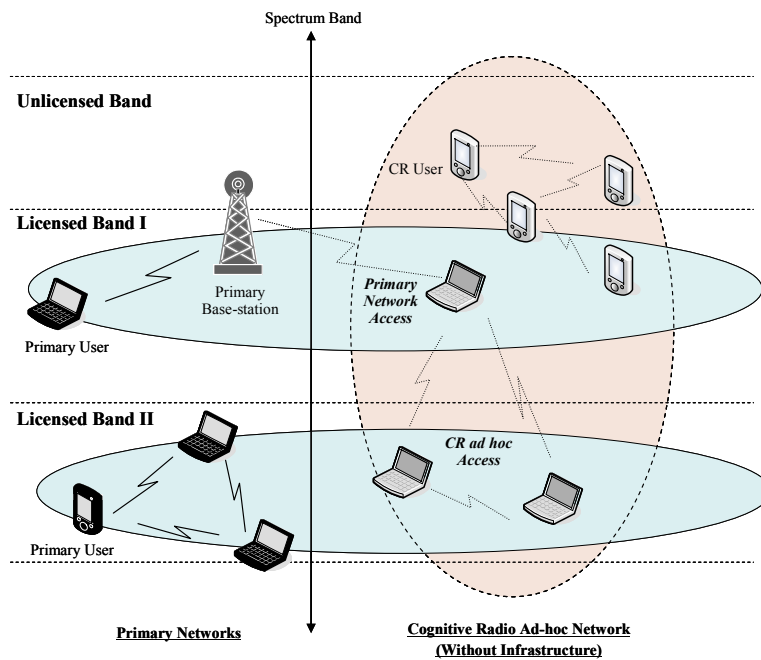 Spectrum Band
Unlicensed Band
CR User
Licensed Band I
Primary
Base-station
Primary
Network
Access
Primary User
Licensed Band II
CR ad hoc
Access
Primary User
Primary Networks
Cognitive Radio Ad-hoc Network
(Without Infrastructure)